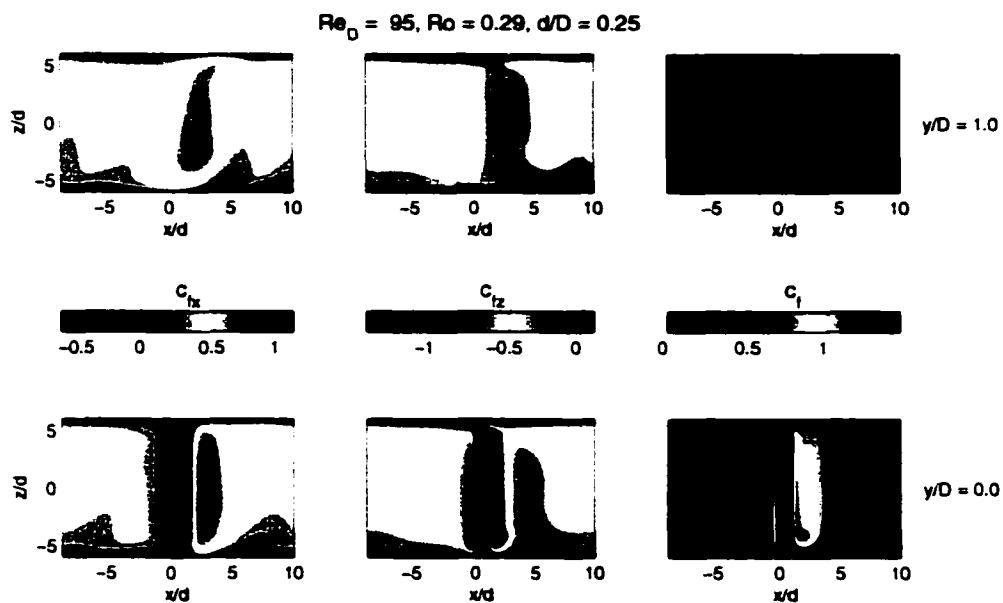 Re_D = 95, Ro = 0.29, d/D = 0.25
z/d
5
0
-5
-5 0 5 10
x/d
-5 0 5 10
x/d
-5 0 5 10
x/d
y/D = 1.0
C_fx
-0.5 0 0.5 1
C_fz
-1 -0.5 0
C_f
0 0.5 1
z/d
5
0
-5
-5 0 5 10
x/d
-5 0 5 10
x/d
-5 0 5 10
x/d
y/D = 0.0